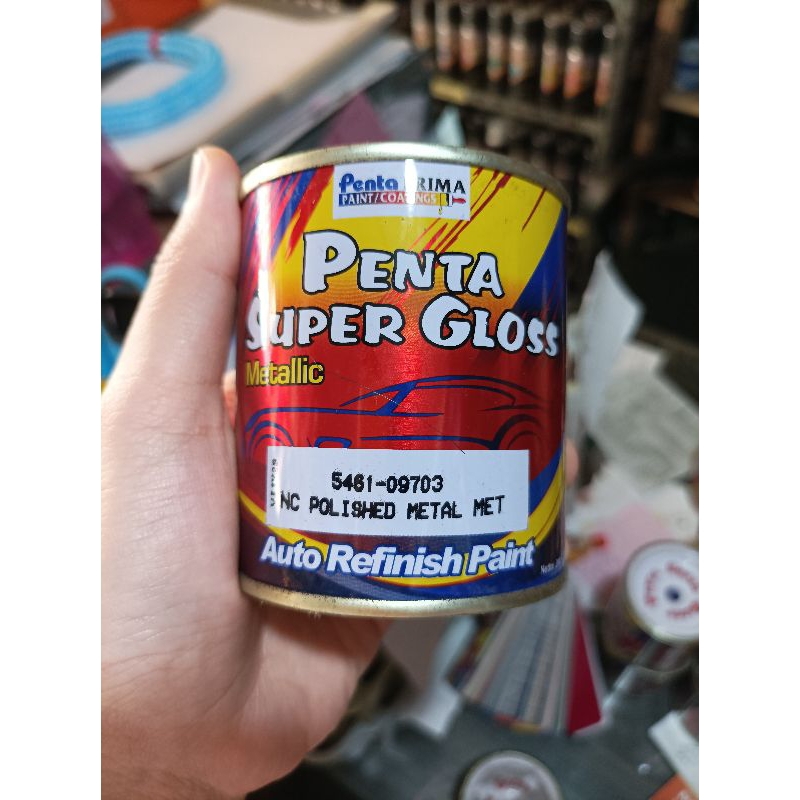 Penta PRIMA
PAINT/COATINGS
PENTA
SUPER GLOSS
Metallic
5461-09703
NC POLISHED METAL MET
Auto Refinish Paint